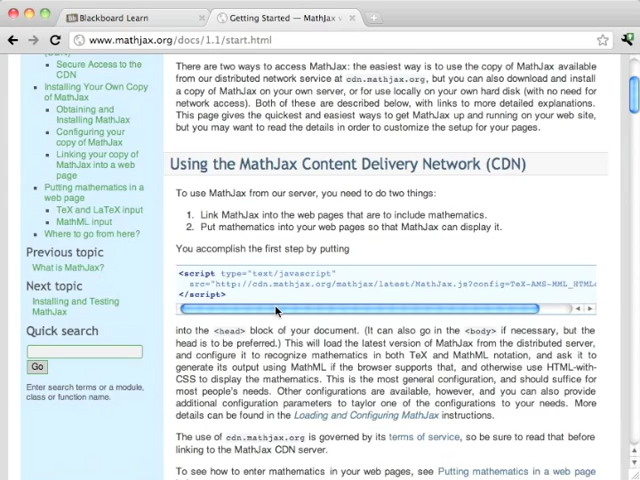 Blackboard Learn
Getting Started — MathJax v
www.mathjax.org/docs/1.1/start.html
Secure Access to the
CDN
Installing Your Own Copy
of MathJax
Obtaining and
Installing MathJax
Configuring your
copy of MathJax
Linking your copy of
MathJax into a web
page
Putting mathematics in a
web page
TeX and LaTeX input
MathML input
Where to go from here?
Previous topic
What is MathJax?
Next topic
Installing and Testing
MathJax
Quick search
Go
Enter search terms or a module,
class or function name.
There are two ways to access MathJax: the easiest way is to use the copy of MathJax available
from our distributed network service at cdn.mathjax.org, but you can also download and install
a copy of MathJax on your own server, or for use locally on your own hard disk (with no need for
network access). Both of these are described below, with links to more detailed explanations.
This page gives the quickest and easiest ways to get MathJax up and running on your web site,
but you may want to read the details in order to customize the setup for your pages.
Using the MathJax Content Delivery Network (CDN)
To use MathJax from our server, you need to do two things:
1. Link MathJax into the web pages that are to include mathematics.
2. Put mathematics into your web pages so that MathJax can display it.
You accomplish the first step by putting
<script type="text/javascript"
src="http://cdn.mathjax.org/mathjax/latest/MathJax.js?config=TeX-AMS-MML_HTMLo
</script>
into the <head> block of your document. (It can also go in the <body> if necessary, but the
head is to be preferred.) This will load the latest version of MathJax from the distributed server,
and configure it to recognize mathematics in both TeX and MathML notation, and ask it to
generate its output using MathML if the browser supports that, and otherwise use HTML-with-
CSS to display the mathematics. This is the most general configuration, and should suffice for
most people's needs. Other configurations are available, however, and you can also provide
additional configuration parameters to taylor one of the configurations to your needs. More
details can be found in the Loading and Configuring MathJax instructions.
The use of cdn.mathjax.org is governed by its terms of service, so be sure to read that before
linking to the MathJax CDN server.
To see how to enter mathematics in your web pages, see Putting mathematics in a web page